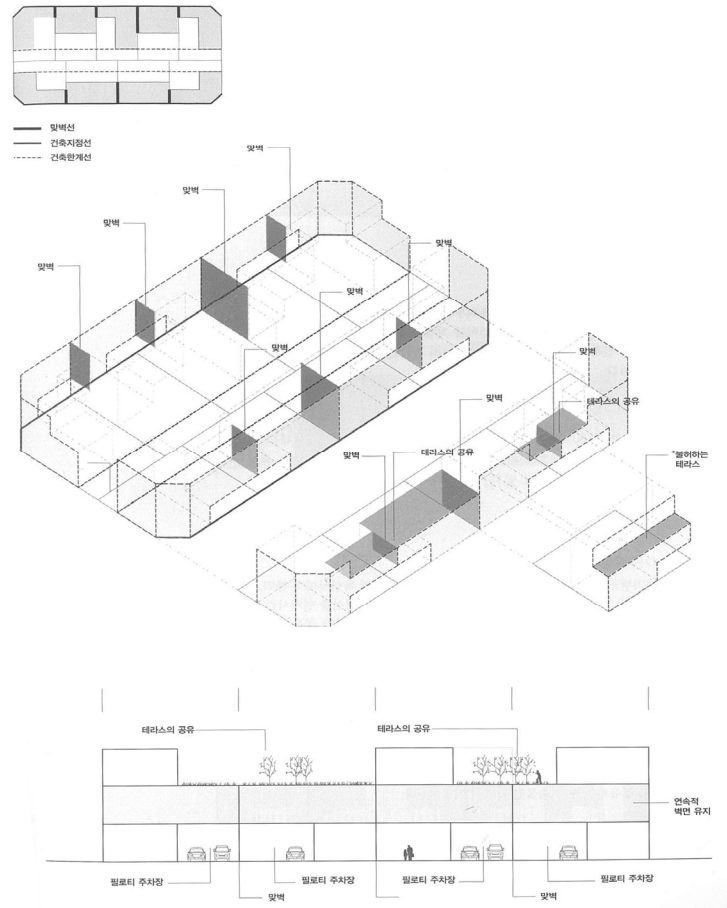 맞벽선
건축지정선
건축한계선
맞벽
맞벽
맞벽
맞벽
맞벽
맞벽
맞벽
맞벽
테라스의 공유
맞벽
맞벽
테라스의 공유
*불허하는
테라스
테라스의 공유
테라스의 공유
연속적
벽면 유지
필로티 주차장
필로티 주차장
필로티 주차장
필로티 주차장
맞벽
맞벽